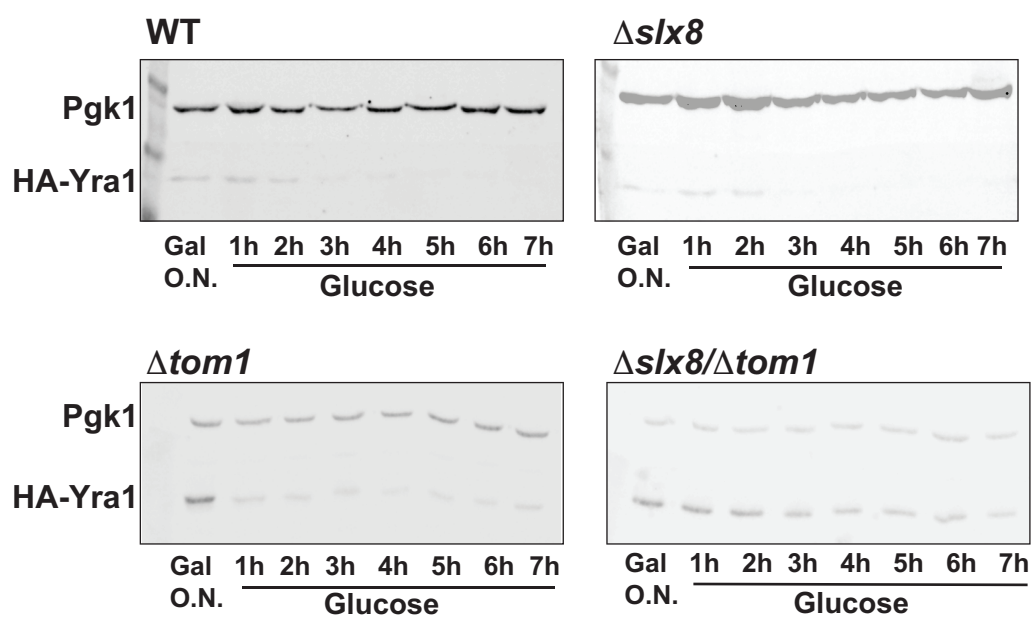 WT
Δslx8
Pgk1
HA-Yra1
Gal 1h 2h 3h 4h 5h 6h 7h
O.N.
Glucose
Gal 1h 2h 3h 4h 5h 6h 7h
O.N.
Glucose
Δtom1
Δslx8/Δtom1
Pgk1
HA-Yra1
Gal 1h 2h 3h 4h 5h 6h 7h
O.N.
Glucose
Gal 1h 2h 3h 4h 5h 6h 7h
O.N.
Glucose